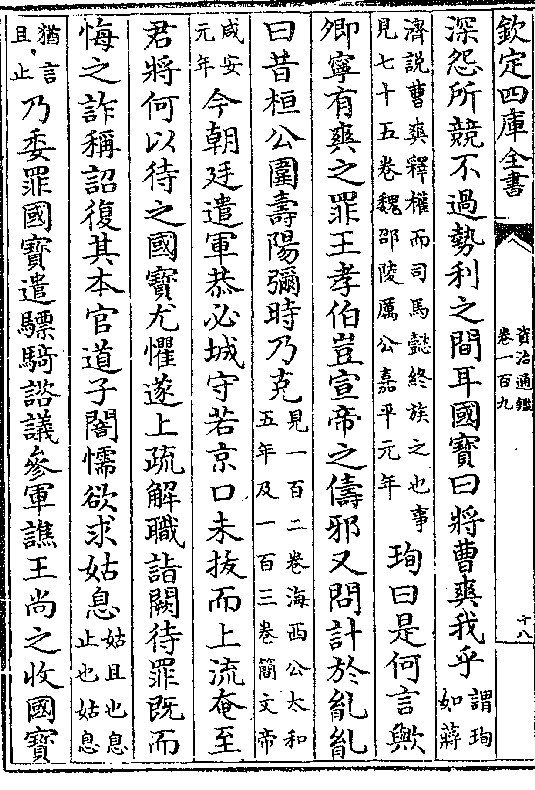 欽定四庫全書
資治通鑑
卷一百九
十八
深怨所競不過勢利之間耳國寶曰將曹爽我乎謂珣如蔣
濟説曹爽釋權而司馬懿終族之也事見七十五卷魏邵陵厲公嘉平元年珣曰是何言歟
卿寧有爽之罪王孝伯豈宣帝之儔邪又問計於胤胤
曰昔桓公圍壽陽彌時乃克見一百二卷海西公太和五年及一百三卷簡文帝
咸安元年今朝廷遣軍恭必城守若京口未拔而上流奄至
君將何以待之國寶尤懼遂上疏解職詣闕待罪既而
悔之詐稱詔復其本官道子闇懦欲求姑息姑且也息止也姑息
猶言且止乃委罪國寶遣驃騎諮議參軍譙王尚之收國寶